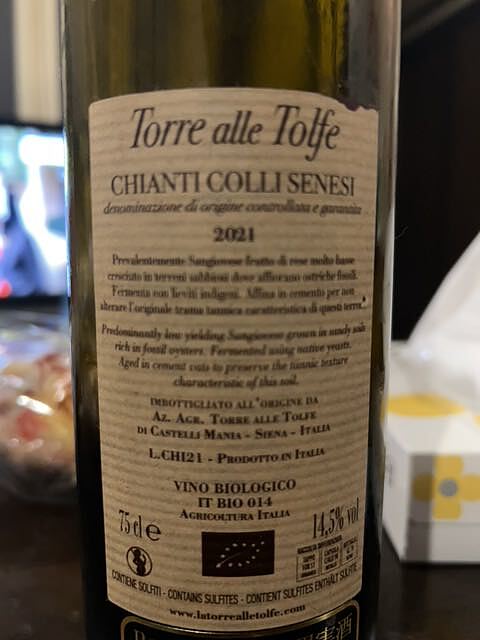 Torre alle Tolfe
CHIANTI COLLI SENESI
denominazione di origine controllata e garantita
2021
Prevalentemente Sangiovese frutto di rese molto basse
cresciuto in terreni sabbiosi dove affiorano ostriche fossili.
Fermenta con lieviti indigeni. Affina in cemento per non
alterare l'originale trama tannica caratteristica di questi terroir.
Predominantly low yielding Sangiovese grown in sandy soils
rich in fossil oysters. Fermented using native yeasts.
Aged in cement vats to preserve the tannic texture
characteristic of this soil.
IMBOTTIGLIATO ALL'ORIGINE DA
AZ. AGR. TORRE ALLE TOLFE
DI CASTELLI MANIA - SIENA - ITALIA
L.CHI21 - PRODOTTO IN ITALIA
VINO BIOLOGICO
IT BIO 014
AGRICOLTURA ITALIA
75 cl e
14,5% vol
RACCOLTA DIFFERENZIATA
CONTIENE SOLFITI - CONTAINS SULFITES - CONTIENT SULFITES ENTHÄLT SULFITE
www.latorrealletolfe.com